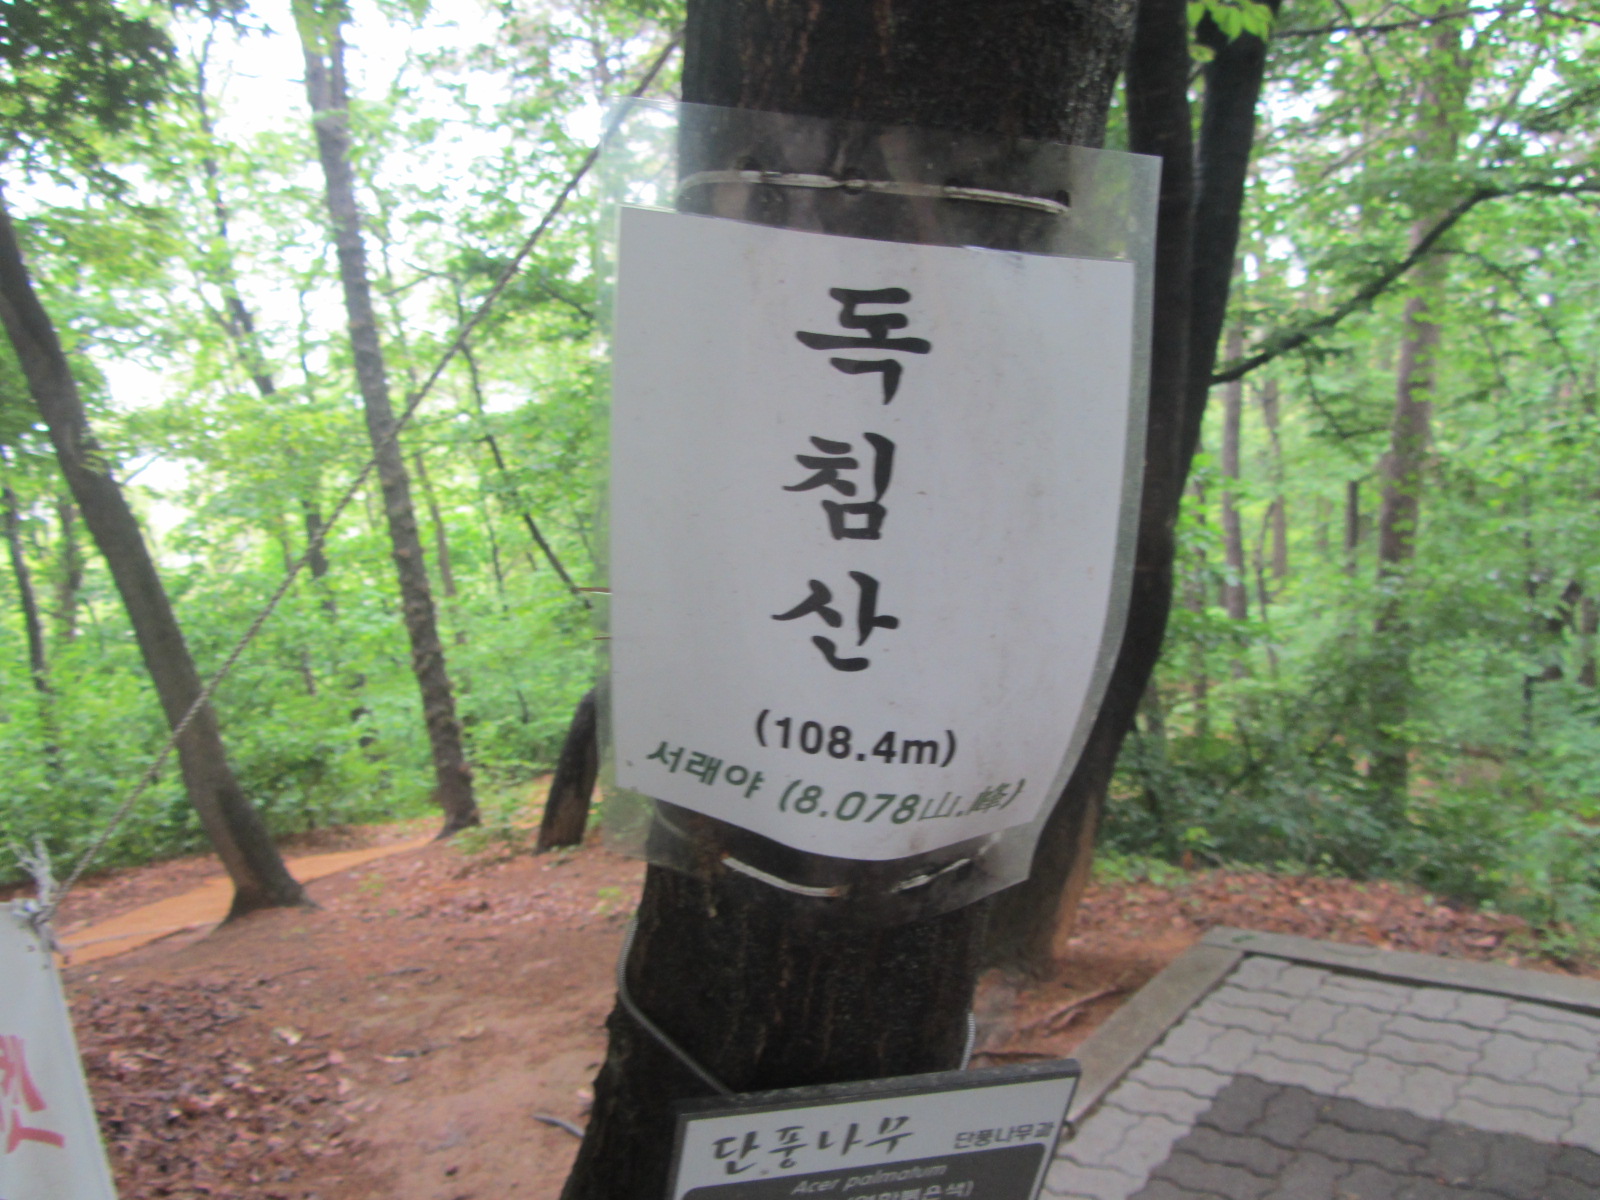 독
침
산
(108.4m)
서래야 (8.078山.峰)
단풍나무 단풍나무과
Acer palmatum